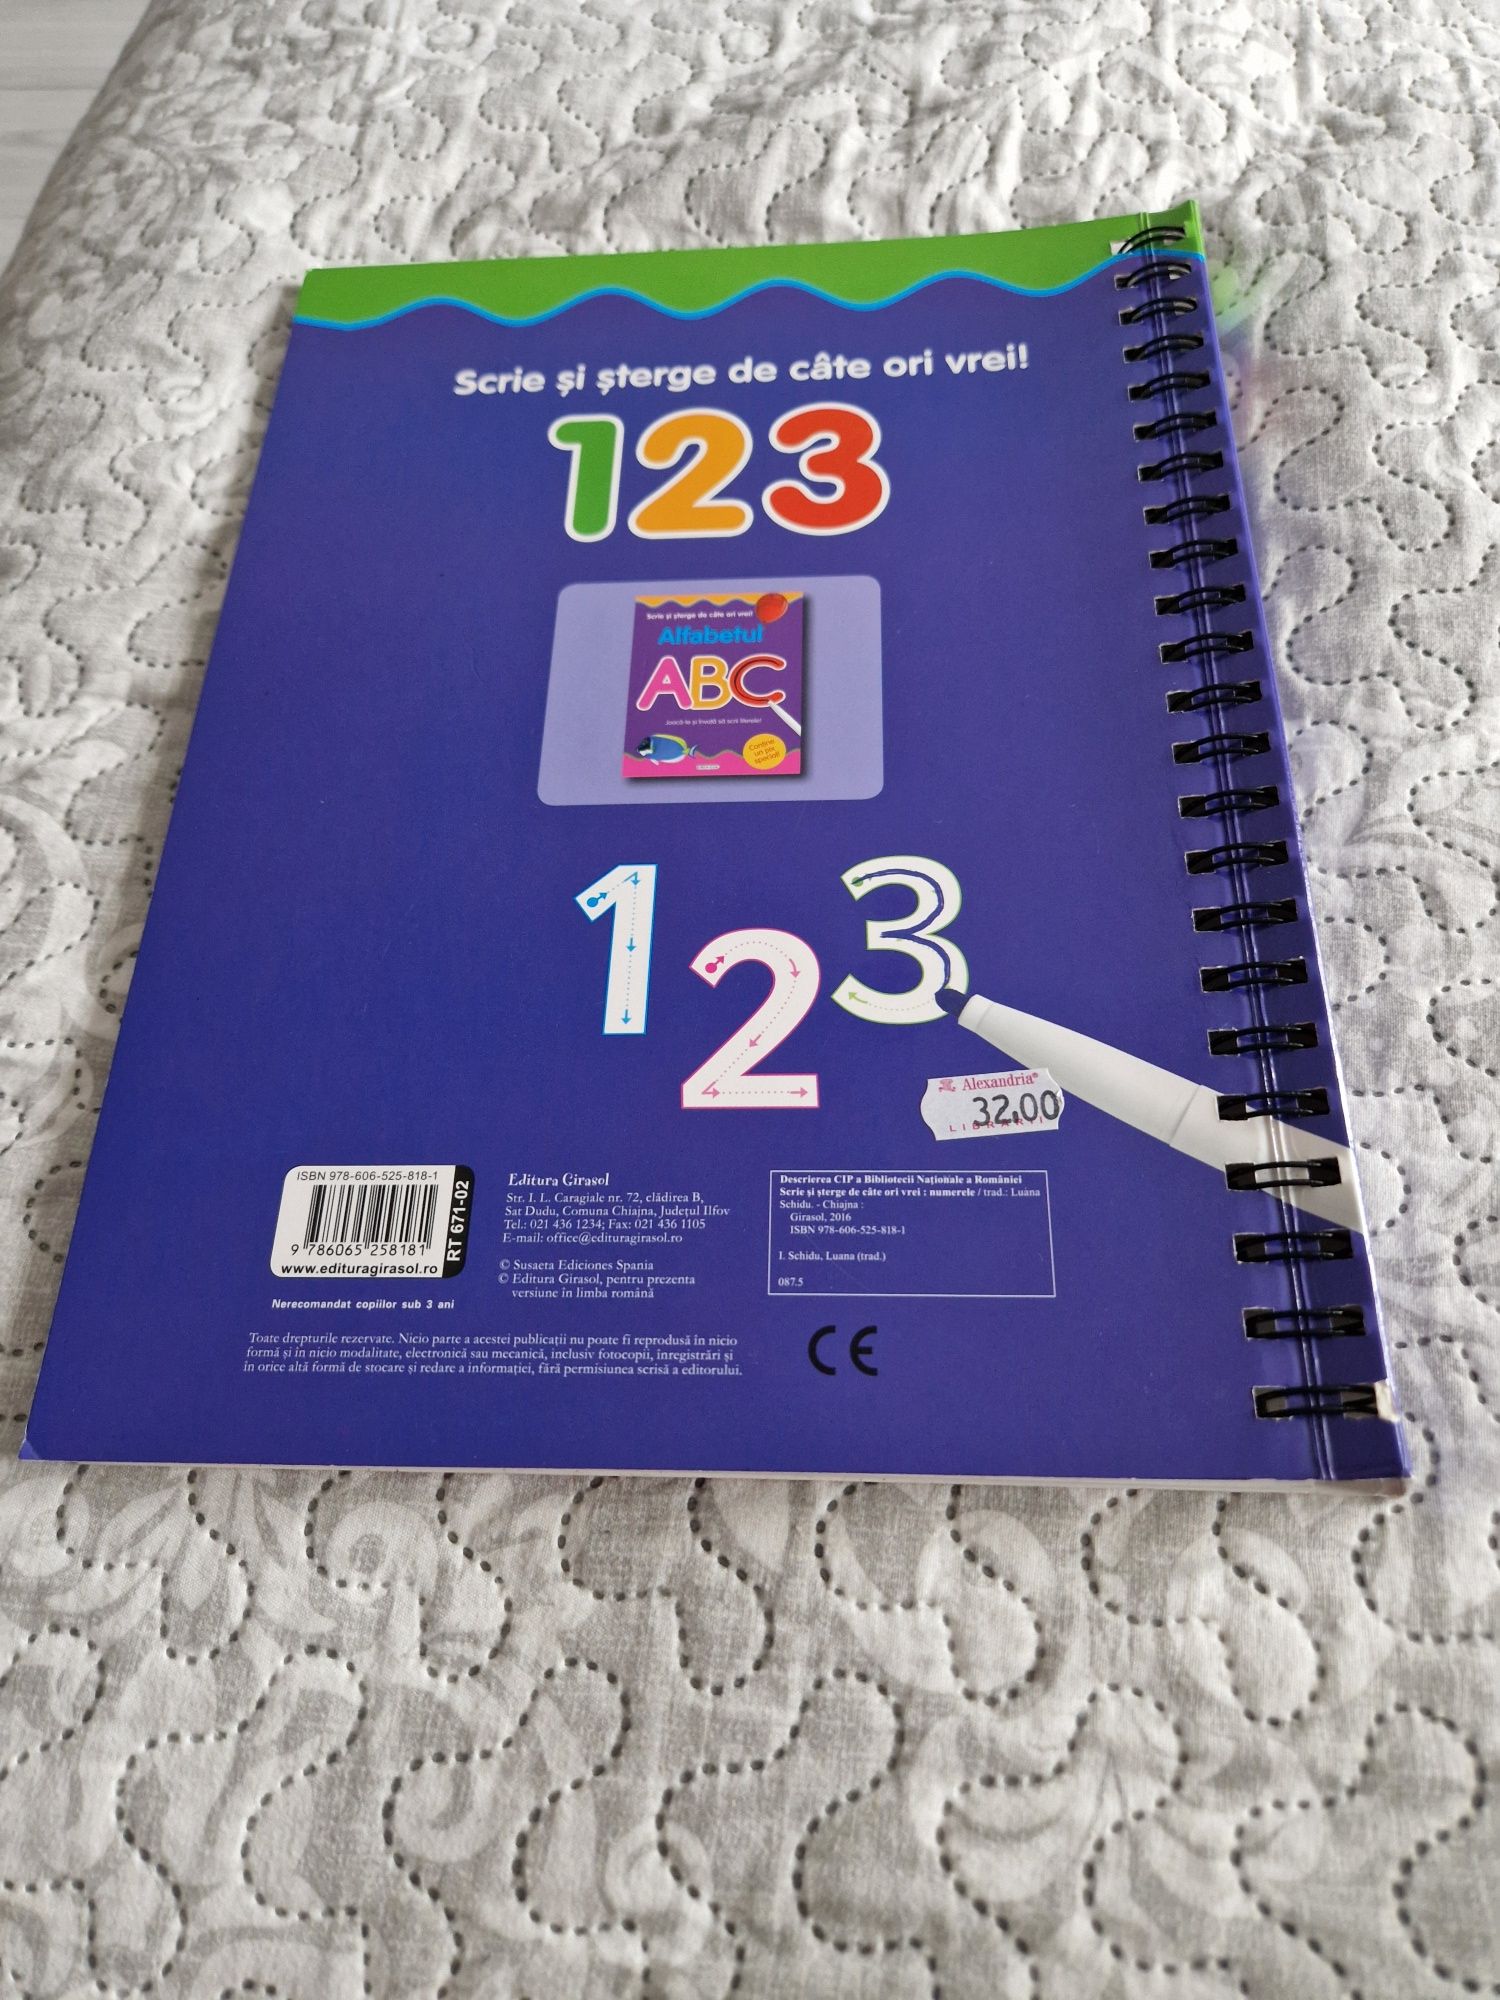 Scrie și șterge de câte ori vrei!
123
Scrie și șterge de câte ori vrei!
Alfabetul
ABC
Joacă-te și învață să scrii literele!
Conține
un pix
special!
1 2 3
Alexandria®
32,00
LIBRARII
ISBN 978-606-525-818-1
9 786065 258181
www.edituragirasol.ro
RT 671-02
Nerecomandat copiilor sub 3 ani
Editura Girasol
Str. I. L. Caragiale nr. 72, clădirea B,
Sat Dudu, Comuna Chiajna, Județul Ilfov
Tel.: 021 436 1234; Fax: 021 436 1105
E-mail: office@edituragirasol.ro
© Susaeta Ediciones Spania
© Editura Girasol, pentru prezenta
versiune în limba română
Descrierea CIP a Bibliotecii Naționale a României
Scrie și șterge de câte ori vrei : numerele / trad.: Luana
Schidu. - Chiajna :
Girasol, 2016
ISBN 978-606-525-818-1
I. Schidu, Luana (trad.)
087.5
Toate drepturile rezervate. Nicio parte a acestei publicații nu poate fi reprodusă în nicio
formă și în nicio modalitate, electronică sau mecanică, inclusiv fotocopii, înregistrări și
în orice altă formă de stocare și redare a informației, fără permisiunea scrisă a editorului.
CE